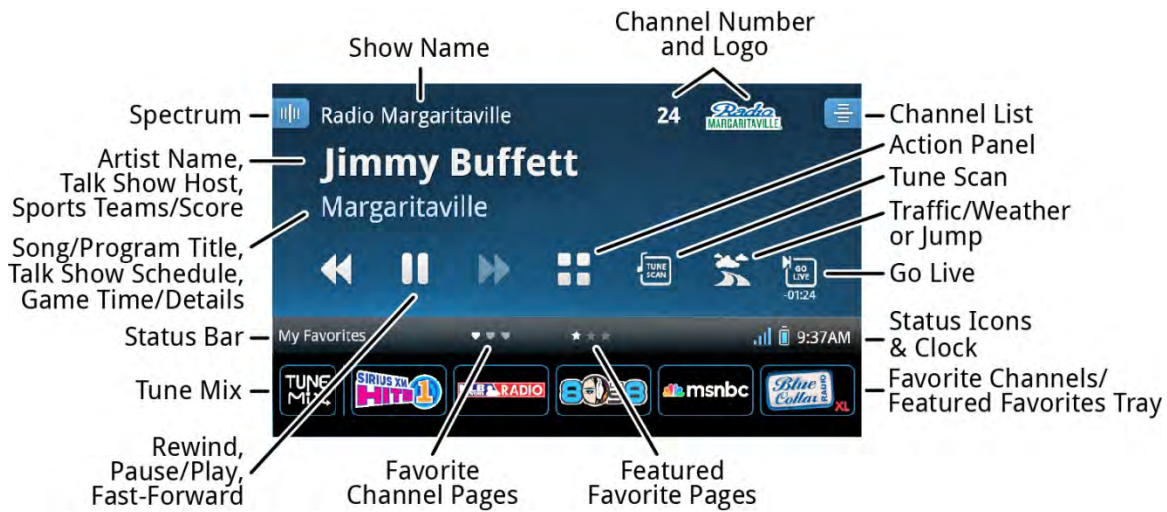 Show Name
Channel Number
and Logo
Spectrum
Radio Margaritaville
24
Radio
MARGARITAVILLE
Channel List
Artist Name,
Talk Show Host,
Sports Teams/Score
Jimmy Buffett
Action Panel
Tune Scan
Margaritaville
Traffic/Weather
or Jump
Song/Program Title,
Talk Show Schedule,
Game Time/Details
TUNE
SCAN
GO
LIVE
-01:24
Go Live
Status Bar
My Favorites
9:37AM
Status Icons
& Clock
Tune Mix
TUNE
MIX
SIRIUS XM
HITS 1
RADIO
80s8
msnbc
Blue
Collar
RADIO
XL
Favorite Channels/
Featured Favorites Tray
Rewind,
Pause/Play,
Fast-Forward
Favorite
Channel Pages
Featured
Favorite Pages